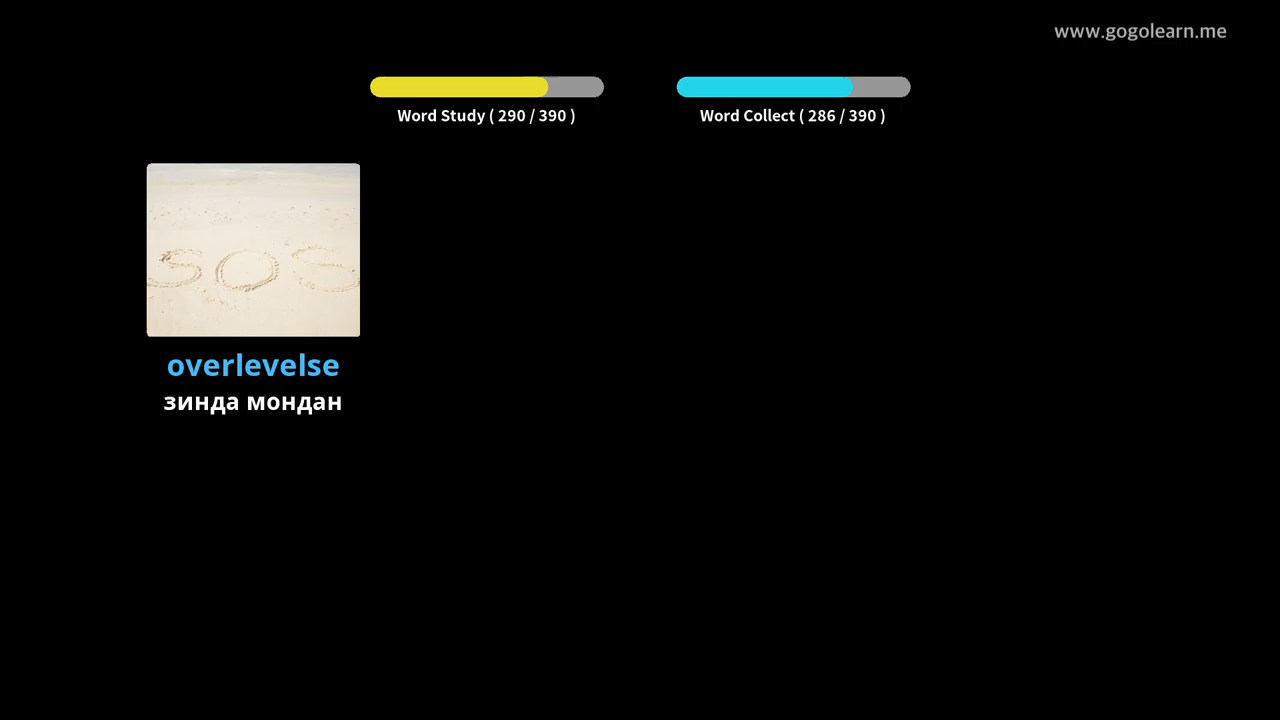 www.gogolearn.me
Word Study ( 290 / 390 )
Word Collect ( 286 / 390 )
SOS
overlevelse
зинда мондан